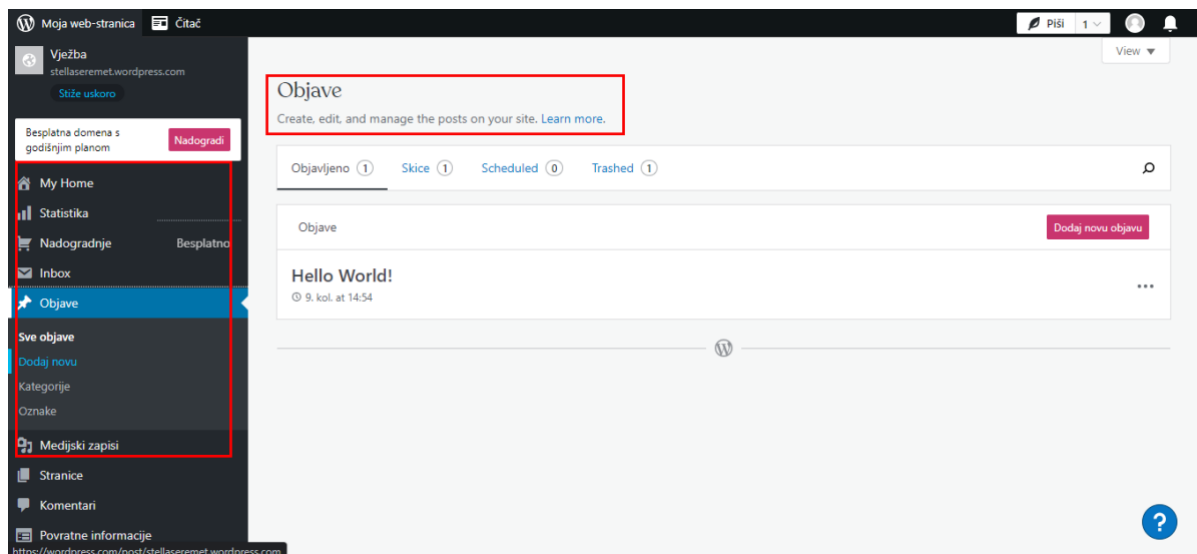 Moja web-stranica Čitač Piši 1
Vježba
stellaseremet.wordpress.com
Stiže uskoro
View ▼
Besplatna domena s
godišnjim planom
Nadogradi
Objave
Create, edit, and manage the posts on your site. Learn more.
Objavljeno 1 Skice 1 Scheduled 0 Trashed 1
Objave Dodaj novu objavu
Hello World!
9. kol. at 14:54
My Home
Statistika
Nadogradnje Besplatno
Inbox
Objave
Sve objave
Dodaj novu
Kategorije
Oznake
Medijski zapisi
Stranice
Komentari
Povratne informacije
https://wordpress.com/post/stellaseremet.wordpress.com
?